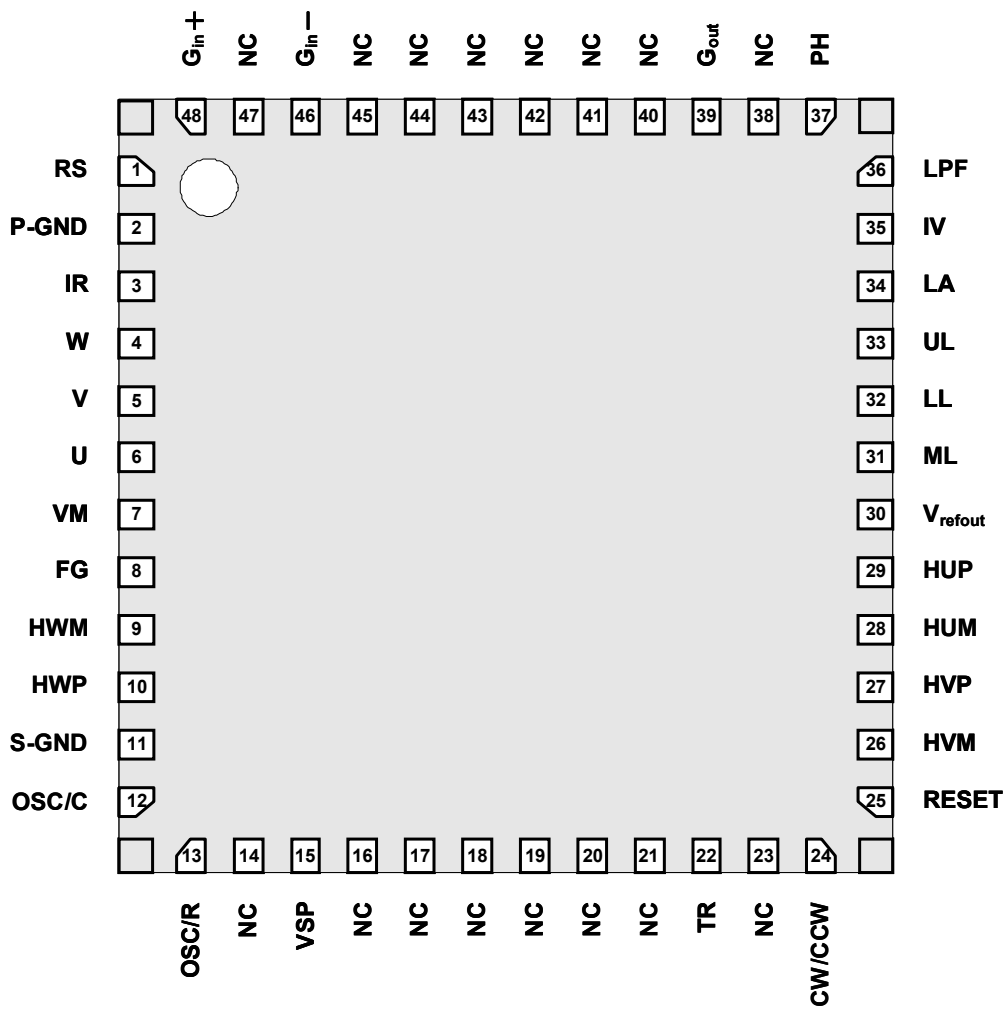 G_in+ NC G_in− NC NC NC NC NC NC G_out NC PH
48 47 46 45 44 43 42 41 40 39 38 37
RS 1 36 LPF
P-GND 2 35 IV
IR 3 34 LA
W 4 33 UL
V 5 32 LL
U 6 31 ML
VM 7 30 V_refout
FG 8 29 HUP
HWM 9 28 HUM
HWP 10 27 HVP
S-GND 11 26 HVM
OSC/C 12 25 RESET
13 14 15 16 17 18 19 20 21 22 23 24
OSC/R NC VSP NC NC NC NC NC NC TR NC CW/CCW